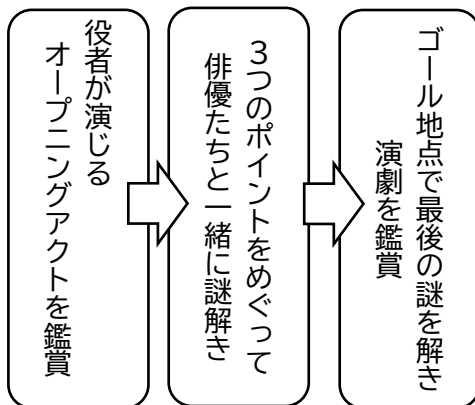 役者が演じる
オープニングアクトを鑑賞
３つのポイントをめぐって
俳優たちと一緒に謎解き
ゴール地点で最後の謎を解き
演劇を鑑賞